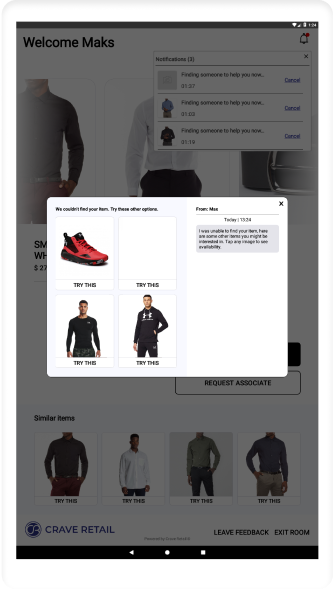 1:24
Welcome Maks
Notifications (3)
Finding someone to help you now..
01:37
Cancel
Finding someone to help you now..
01:03
Cancel
Finding someone to help you now..
01:19
Cancel
We couldn't find your item. Try these other options.
TRY THIS
TRY THIS
TRY THIS
TRY THIS
From: Max
Today | 13:24
I was unable to find your item, here
are some other items you might be
interested in. Tap any image to see
availability.
SM
WH
$ 27
REQUEST ASSOCIATE
Similar items
TRY THIS
TRY THIS
TRY THIS
TRY THIS
CRAVE RETAIL
LEAVE FEEDBACK
EXIT ROOM